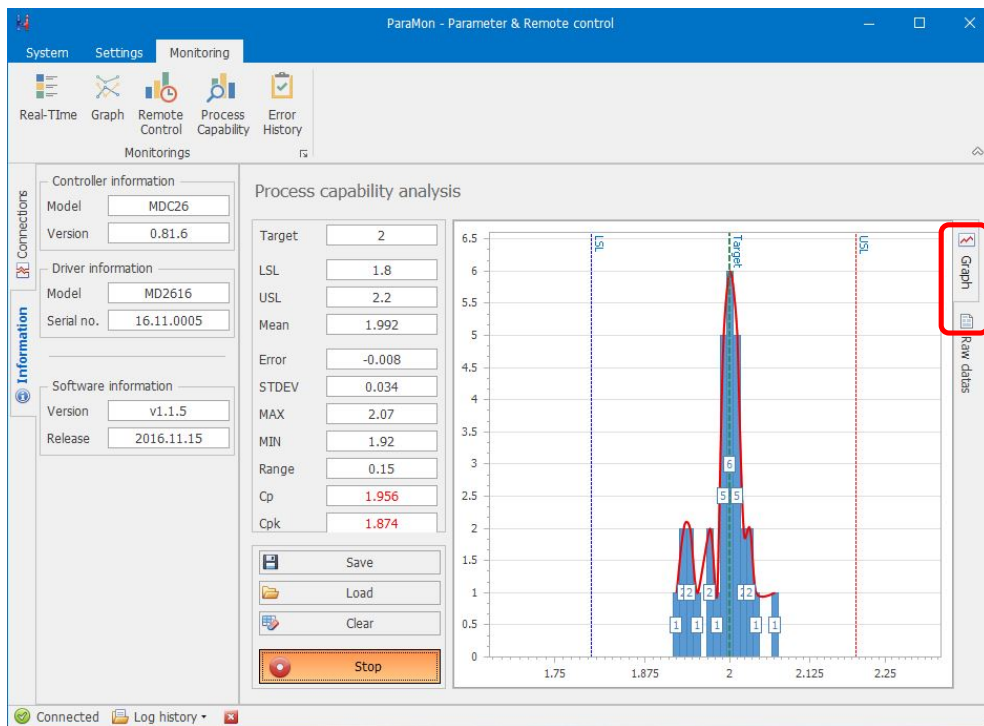 ParaMon - Parameter & Remote control
System Settings Monitoring
Real-TIme Graph Remote Control Process Capability Error History
Monitorings
Connections
Information
Controller information
Model MDC26
Version 0.81.6
Driver information
Model MD2616
Serial no. 16.11.0005
Software information
Version v1.1.5
Release 2016.11.15
Process capability analysis
Target 2
LSL 1.8
USL 2.2
Mean 1.992
Error -0.008
STDEV 0.034
MAX 2.07
MIN 1.92
Range 0.15
Cp 1.956
Cpk 1.874
Save
Load
Clear
Stop
LSL Target USL
6.5
6
5.5
5
4.5
4
3.5
3
2.5
2
1.5
1
0.5
0
6
5 5
2 2 2 2 2
1 1 1 1 1
1.75 1.875 2 2.125 2.25
Graph
Raw datas
Connected Log history